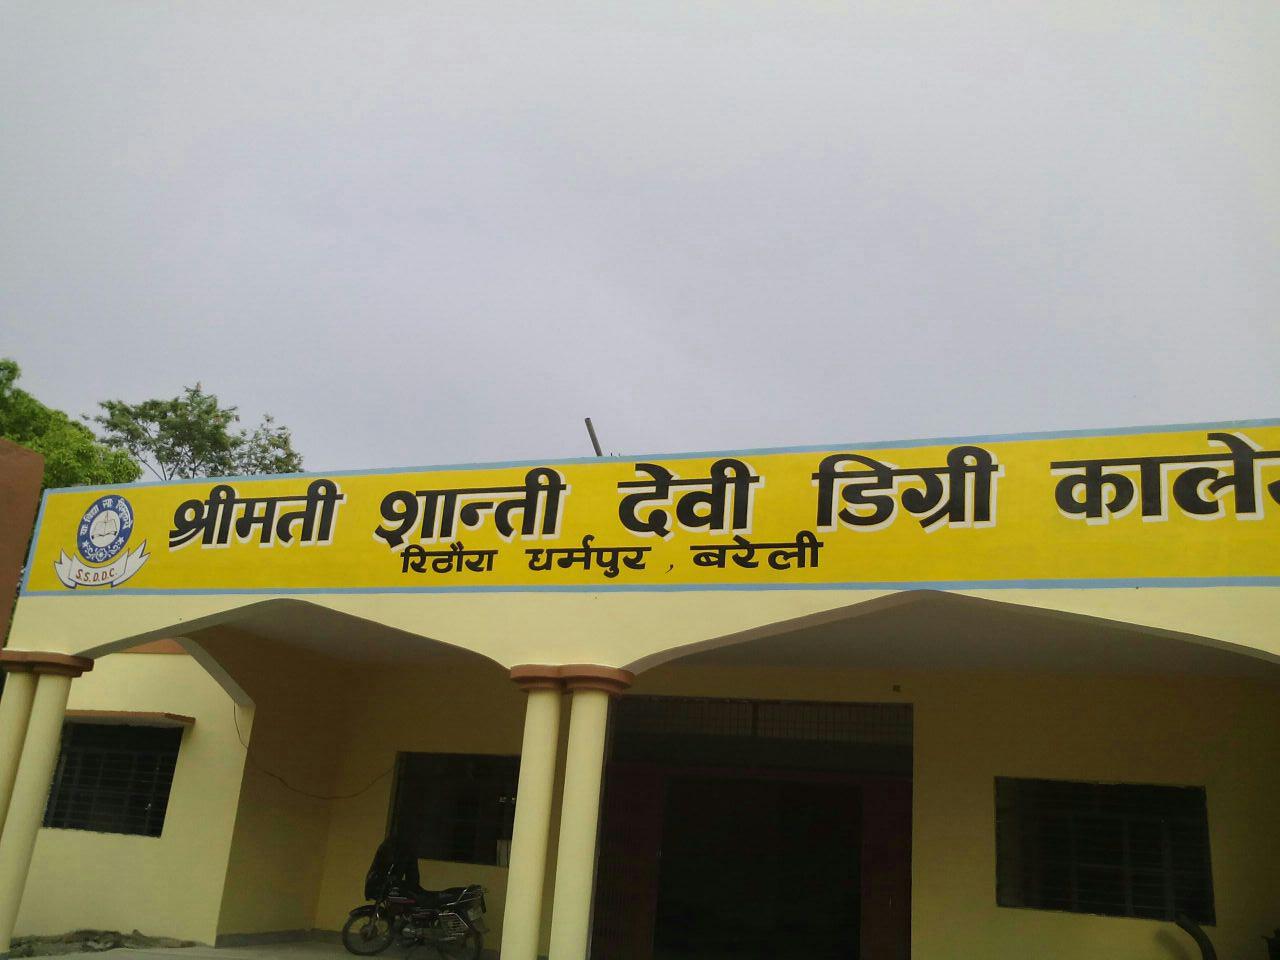 श्रीमती शान्ती देवी डिग्री काले
रिठौरा धर्मपुर, बरेली
S.S.D.D.C.